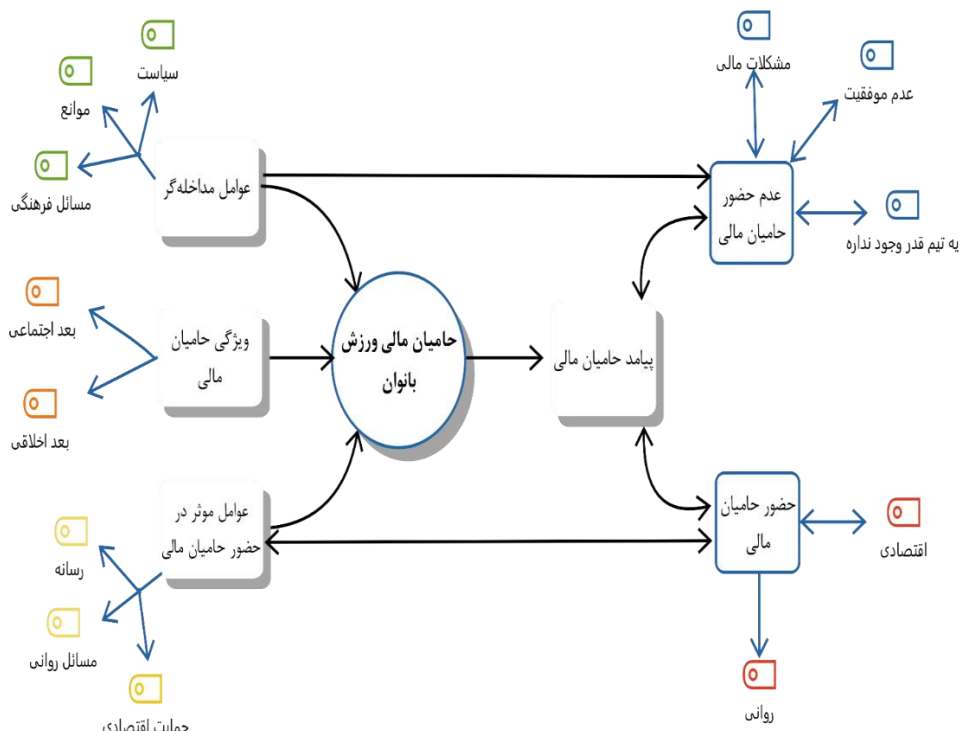 سیاست
موانع
مسائل فرهنگی
عوامل مداخله‌گر
مشکلات مالی
عدم موفقیت
عدم حضور
حامیان مالی
یه تیم قدر وجود نداره
بعد اجتماعی
بعد اخلاقی
ویژگی حامیان
مالی
حامیان مالی ورزش
بانوان
پیامد حامیان مالی
عوامل موثر در
حضور حامیان مالی
رسانه
مسائل روانی
حمایت اقتصادی
حضور حامیان
مالی
اقتصادی
روانی